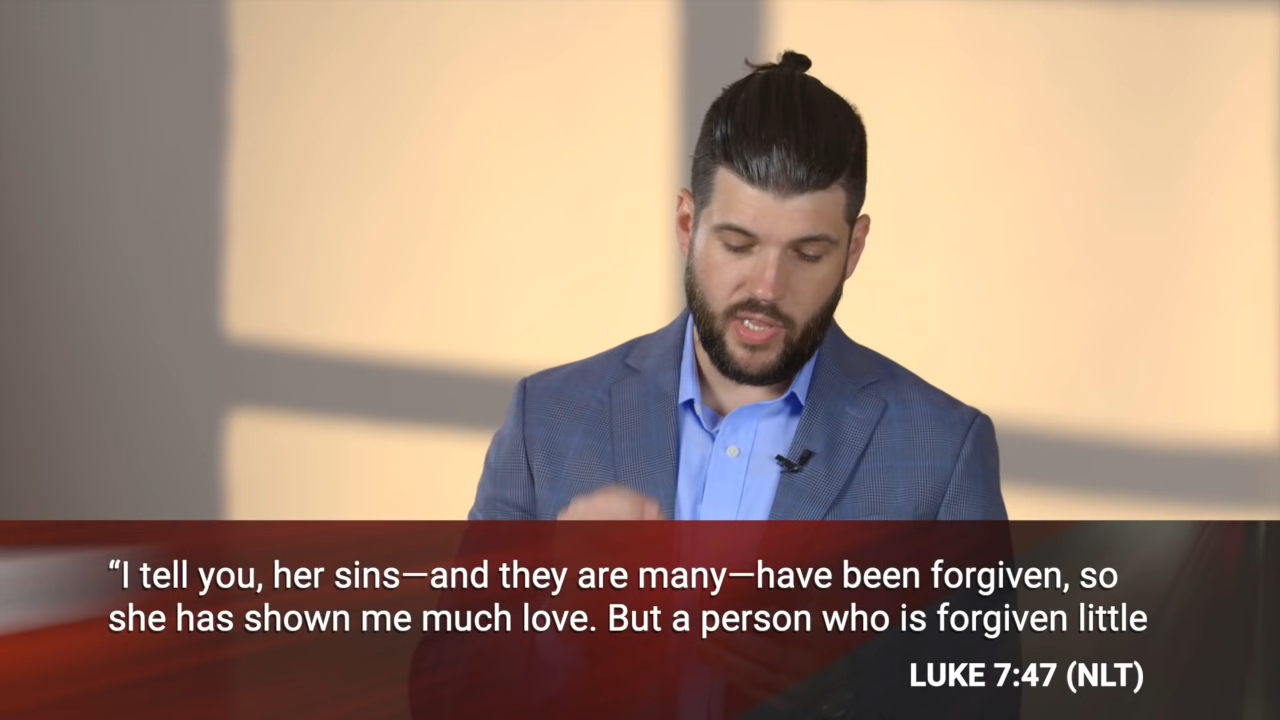 “I tell you, her sins—and they are many—have been forgiven, so
she has shown me much love. But a person who is forgiven little
LUKE 7:47 (NLT)